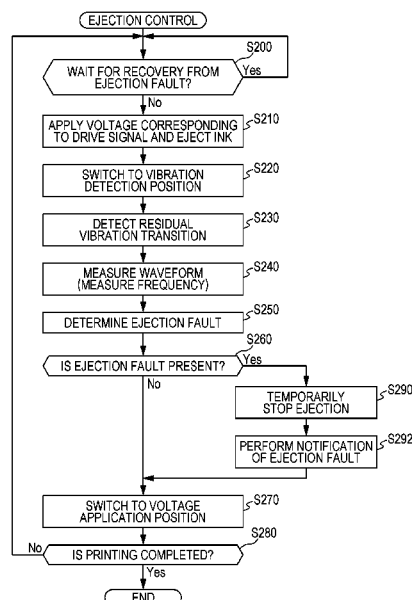 EJECTION CONTROL
S200
WAIT FOR RECOVERY FROM
EJECTION FAULT?
Yes
No
S210
APPLY VOLTAGE CORRESPONDING
TO DRIVE SIGNAL AND EJECT INK
S220
SWITCH TO VIBRATION
DETECTION POSITION
S230
DETECT RESIDUAL
VIBRATION TRANSITION
S240
MEASURE WAVEFORM
(MEASURE FREQUENCY)
S250
DETERMINE EJECTION FAULT
S260
IS EJECTION FAULT PRESENT?
Yes
No
S290
TEMPORARILY
STOP EJECTION
S292
PERFORM NOTIFICATION
OF EJECTION FAULT
S270
SWITCH TO VOLTAGE
APPLICATION POSITION
S280
No
IS PRINTING COMPLETED?
Yes
END